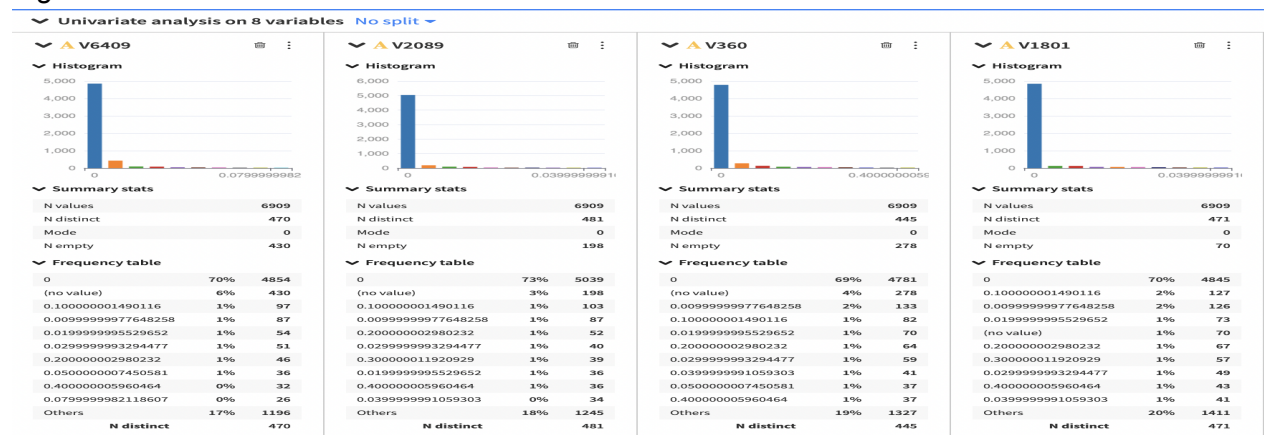 Univariate analysis on 8 variables No split
V6409
Histogram
5,000
4,000
3,000
2,000
1,000
0
0 0.0799999982
Summary stats
N values 6909
N distinct 470
Mode 0
N empty 430
Frequency table
0 70% 4854
(no value) 6% 430
0.100000001490116 1% 97
0.00999999977648258 1% 87
0.0199999995529652 1% 54
0.0299999993294477 1% 51
0.200000002980232 1% 46
0.0500000007450581 1% 36
0.400000005960464 0% 32
0.0799999982118607 0% 26
Others 17% 1196
N distinct 470
V2089
Histogram
6,000
5,000
4,000
3,000
2,000
1,000
0
0 0.0399999991
Summary stats
N values 6909
N distinct 481
Mode 0
N empty 198
Frequency table
0 73% 5039
(no value) 3% 198
0.100000001490116 1% 103
0.00999999977648258 1% 87
0.200000002980232 1% 52
0.0299999993294477 1% 40
0.300000011920929 1% 39
0.0199999995529652 1% 36
0.400000005960464 1% 36
0.0399999991059303 0% 34
Others 18% 1245
N distinct 481
V360
Histogram
5,000
4,000
3,000
2,000
1,000
0
0 0.4000000059
Summary stats
N values 6909
N distinct 445
Mode 0
N empty 278
Frequency table
0 69% 4781
(no value) 4% 278
0.00999999977648258 2% 133
0.100000001490116 1% 82
0.0199999995529652 1% 70
0.200000002980232 1% 64
0.0299999993294477 1% 59
0.0399999991059303 1% 41
0.0500000007450581 1% 37
0.400000005960464 1% 37
Others 19% 1327
N distinct 445
V1801
Histogram
5,000
4,000
3,000
2,000
1,000
0
0 0.0399999991
Summary stats
N values 6909
N distinct 471
Mode 0
N empty 70
Frequency table
0 70% 4845
0.100000001490116 2% 127
0.00999999977648258 2% 126
0.0199999995529652 1% 73
(no value) 1% 70
0.200000002980232 1% 67
0.300000011920929 1% 57
0.0299999993294477 1% 49
0.400000005960464 1% 43
0.0399999991059303 1% 41
Others 20% 1411
N distinct 471